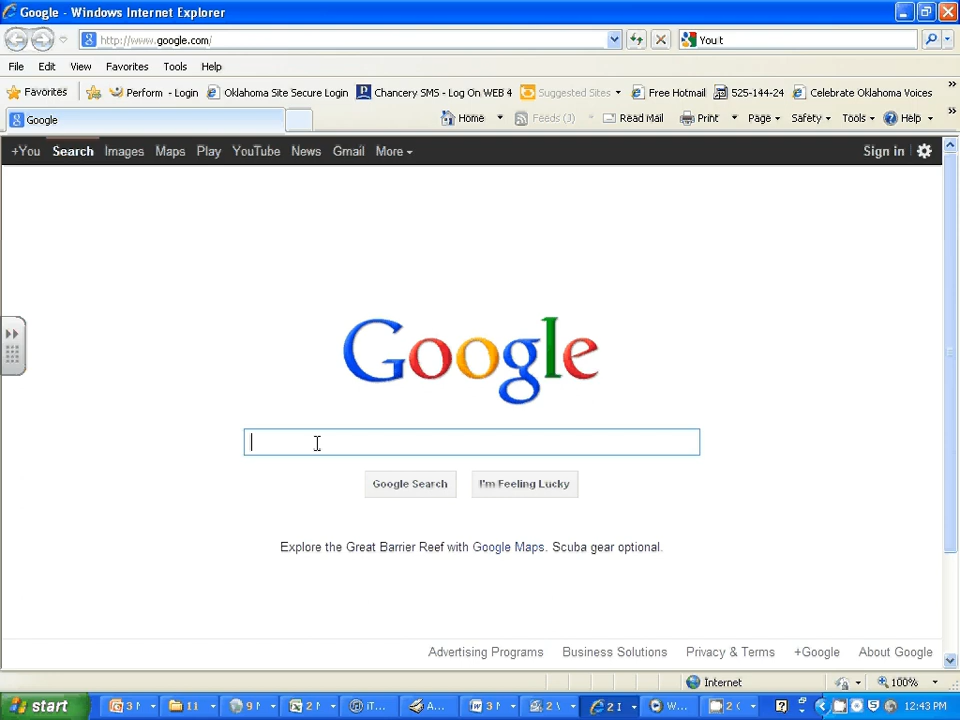 Google - Windows Internet Explorer
http://www.google.com/
You t
File Edit View Favorites Tools Help
Favorites Perform - Login Oklahoma Site Secure Login Chancery SMS - Log On WEB 4 Suggested Sites Free Hotmail 525-144-24 Celebrate Oklahoma Voices
Google Home Feeds (J) Read Mail Print Page Safety Tools Help
+You Search Images Maps Play YouTube News Gmail More Sign in
Google
Google Search I'm Feeling Lucky
Explore the Great Barrier Reef with Google Maps. Scuba gear optional.
Advertising Programs Business Solutions Privacy & Terms +Google About Google
Internet 100%
start 3 11 9 2 iT... A... 3 2 2 I W... 2 12:43 PM